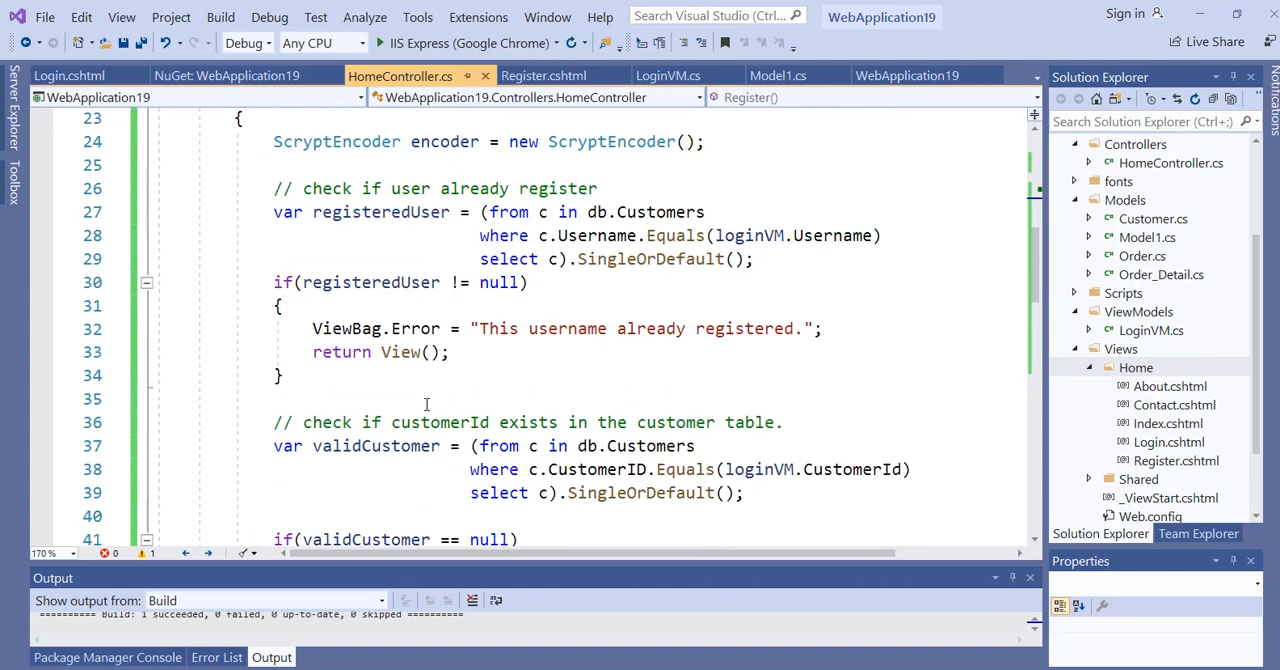 File Edit View Project Build Debug Test Analyze Tools Extensions Window Help Search Visual Studio (Ctrl... WebApplication19 Sign in
Debug Any CPU IIS Express (Google Chrome) Live Share
Server Explorer
Toolbox
Login.cshtml NuGet: WebApplication19 HomeController.cs Register.cshtml LoginVM.cs Model1.cs WebApplication19
WebApplication19 WebApplication19.Controllers.HomeController Register()
23 {
24 ScryptEncoder encoder = new ScryptEncoder();
25
26 // check if user already register
27 var registeredUser = (from c in db.Customers
28 where c.Username.Equals(loginVM.Username)
29 select c).SingleOrDefault();
30 if(registeredUser != null)
31 {
32 ViewBag.Error = "This username already registered.";
33 return View();
34 }
35
36 // check if customerId exists in the customer table.
37 var validCustomer = (from c in db.Customers
38 where c.CustomerID.Equals(loginVM.CustomerId)
39 select c).SingleOrDefault();
40
41 if(validCustomer == null)
170 % 0 1
Output
Show output from: Build
========== Build: 1 succeeded, 0 failed, 0 up-to-date, 0 skipped ==========
Package Manager Console Error List Output
Solution Explorer
Search Solution Explorer (Ctrl+;)
Controllers
HomeController.cs
fonts
Models
Customer.cs
Model1.cs
Order.cs
Order_Detail.cs
Scripts
ViewModels
LoginVM.cs
Views
Home
About.cshtml
Contact.cshtml
Index.cshtml
Login.cshtml
Register.cshtml
Shared
_ViewStart.cshtml
Web.config
Solution Explorer Team Explorer
Properties
Notifications